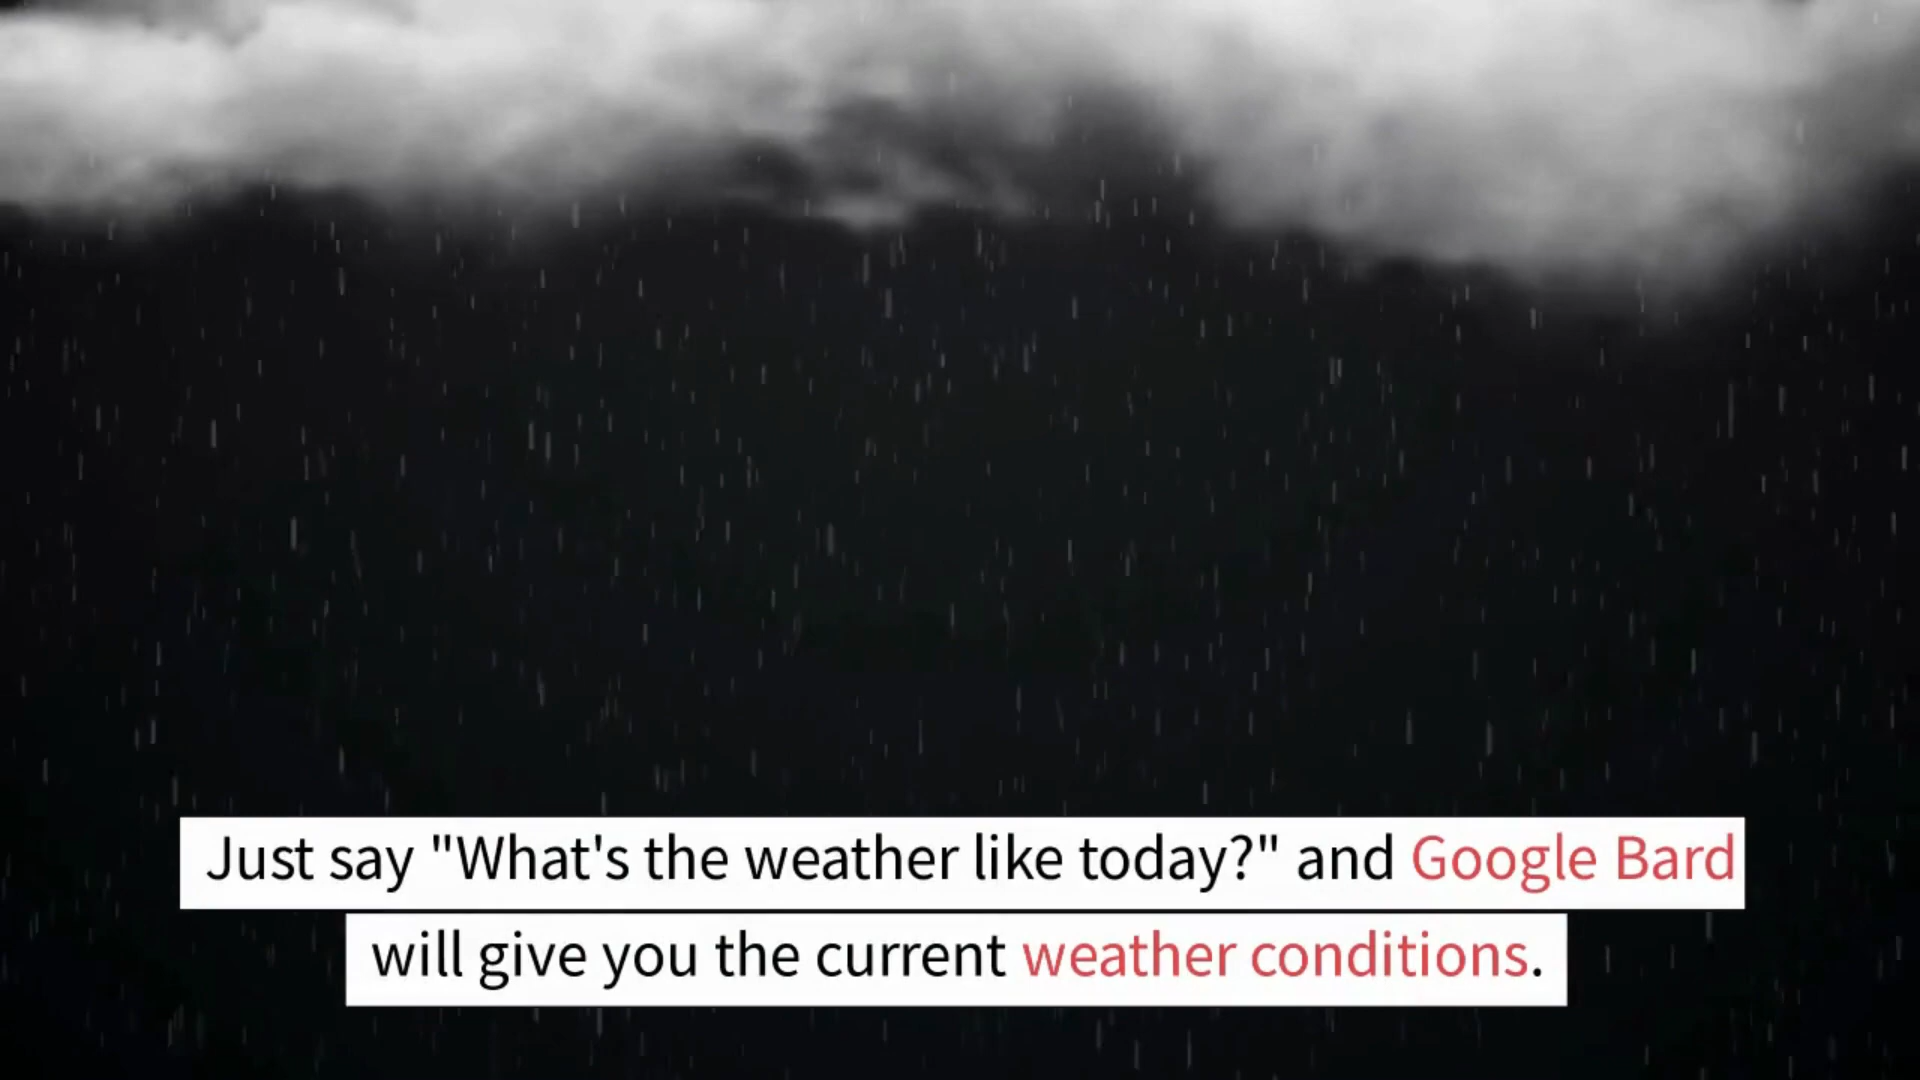 Just say "What's the weather like today?" and Google Bard
will give you the current weather conditions.